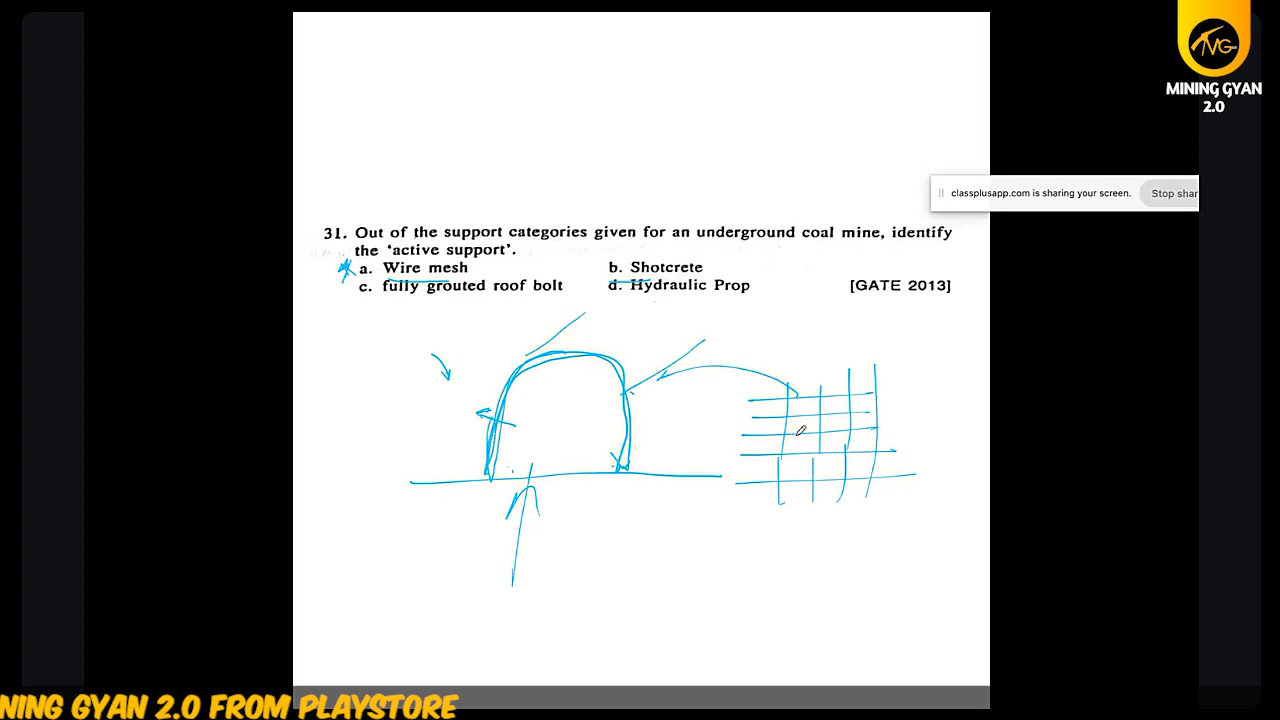 MG
MINING GYAN
2.0
classplusapp.com is sharing your screen.
Stop shar
31. Out of the support categories given for an underground coal mine, identify
the 'active support'.
a. Wire mesh b. Shotcrete
c. fully grouted roof bolt d. Hydraulic Prop [GATE 2013]
NING GYAN 2.0 FROM PLAYSTORE